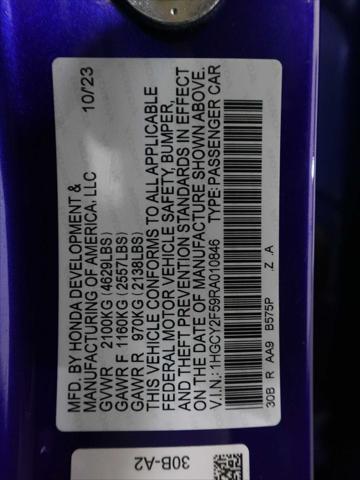 MFD. BY HONDA DEVELOPMENT &
MANUFACTURING OF AMERICA, LLC 10/'23
GVWR 2100KG(4629LBS)
GAWR F 1160KG(2557LBS)
GAWR R 970KG(2138LBS)
THIS VEHICLE CONFORMS TO ALL APPLICABLE
FEDERAL MOTOR VEHICLE SAFETY, BUMPER,
AND THEFT PREVENTION STANDARDS IN EFFECT
ON THE DATE OF MANUFACTURE SHOWN ABOVE.
V.I.N.: 1HGCY2F59RA010846 TYPE: PASSENGER CAR
30B R AA9 B575P .Z .A
30B-A2